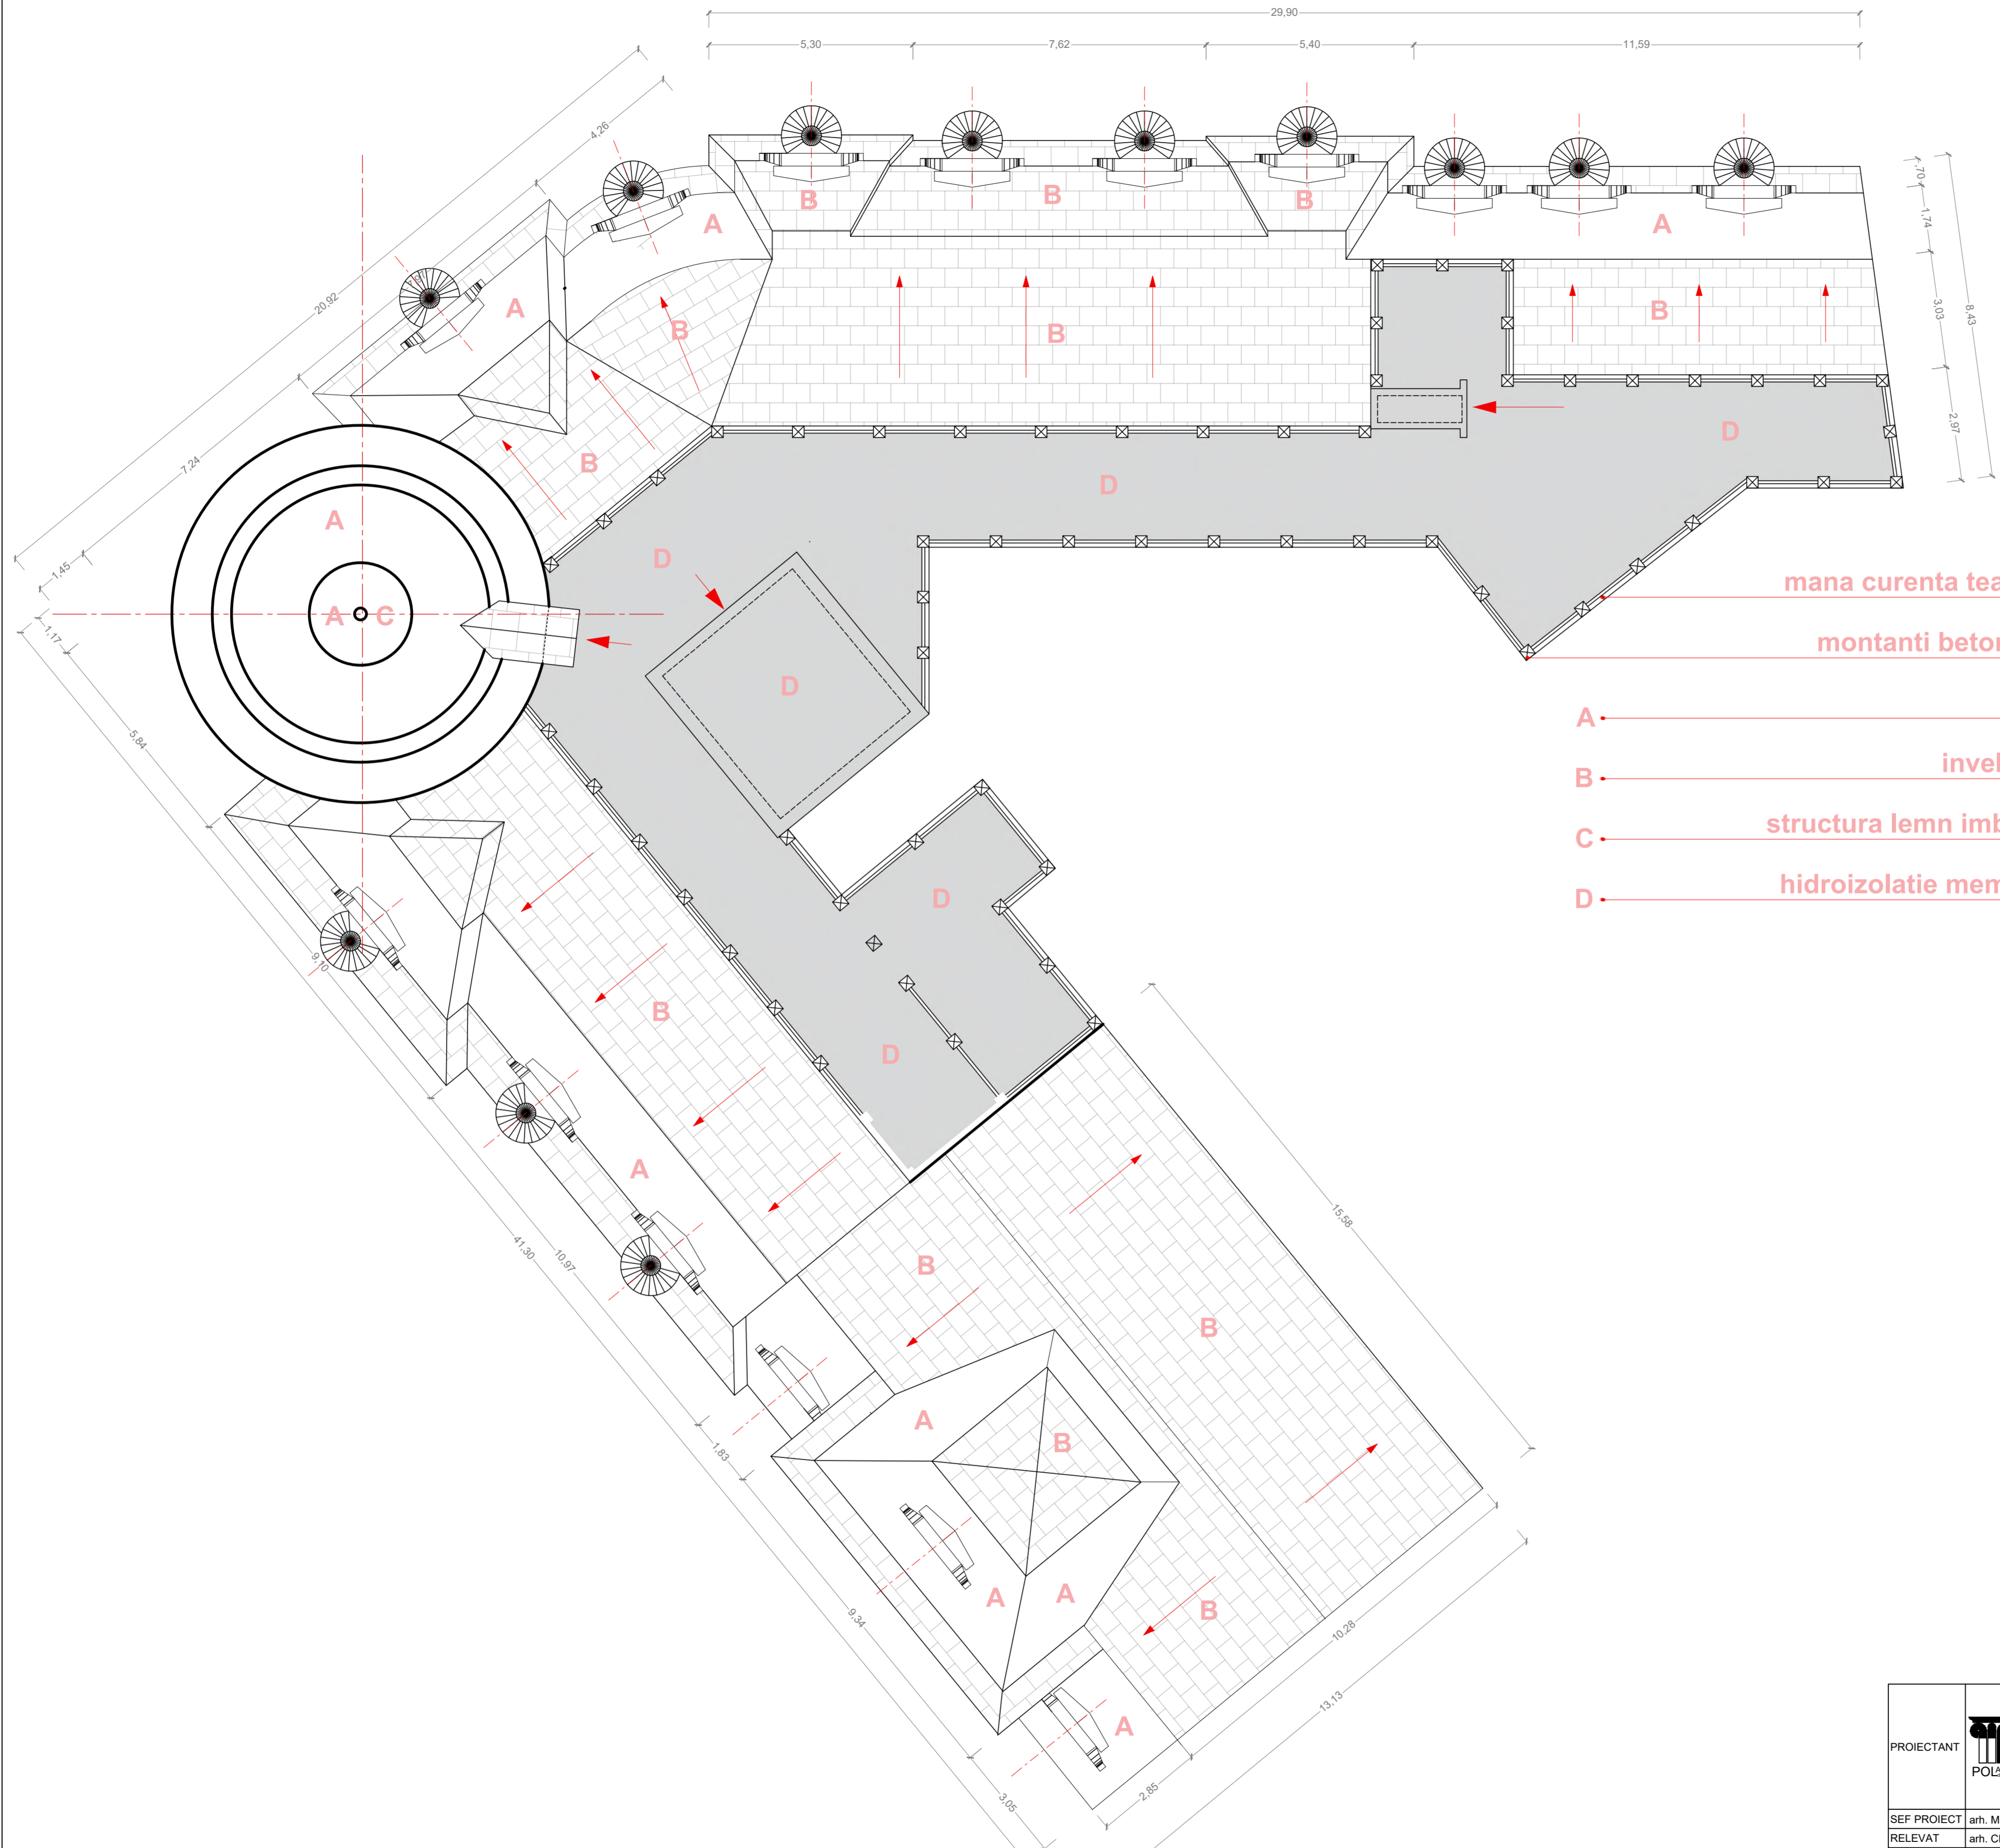 29,90
5,30 7,62 5,40 11,59
4,26
20,92
7,24
1,45
1,17
5,84
9,10
41,30
10,97
1,83
9,34
3,05
2,85
13,13
10,28
15,58
,70
1,74
3,03
8,43
2,97
B B B
A A
A
B B B
B
A
D
D
D
A C
D
D
B
D
A
B
B
A
B
A A
B
A
mana curenta tea
montanti beton
A
B invel
C structura lemn imb
D hidroizolatie mem
PROIECTANT
SEF PROIECT arh. M
RELEVAT arh. C